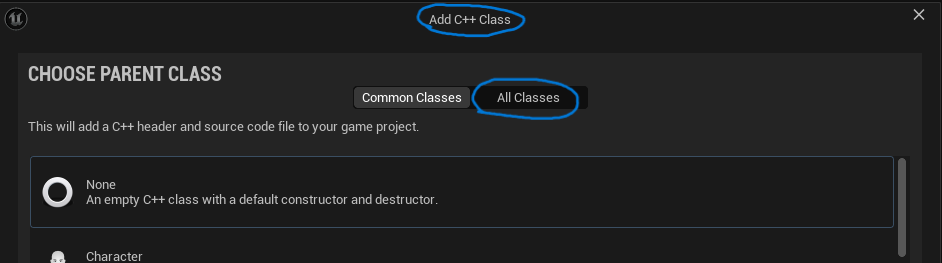 Add C++ Class
CHOOSE PARENT CLASS
Common Classes All Classes
This will add a C++ header and source code file to your game project.
None
An empty C++ class with a default constructor and destructor.
Character